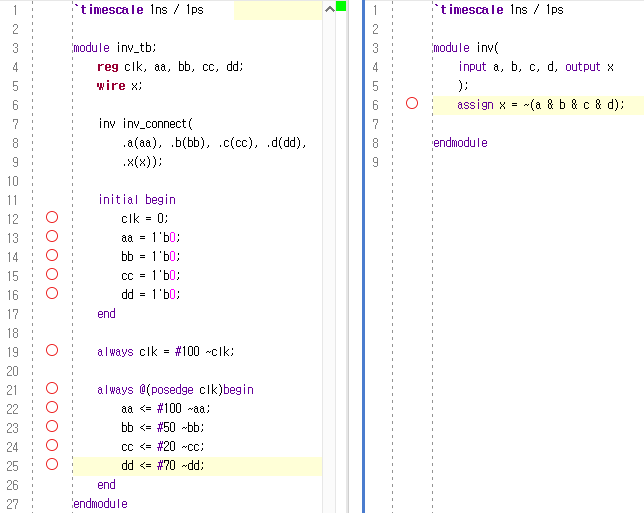 1 `timescale 1ns / 1ps
2
3 module inv_tb;
4 reg clk, aa, bb, cc, dd;
5 wire x;
6
7 inv inv_connect(
8 .a(aa), .b(bb), .c(cc), .d(dd),
9 .x(x));
10
11 initial begin
12 clk = 0;
13 aa = 1'b0;
14 bb = 1'b0;
15 cc = 1'b0;
16 dd = 1'b0;
17 end
18
19 always clk = #100 ~clk;
20
21 always @(posedge clk)begin
22 aa <= #100 ~aa;
23 bb <= #50 ~bb;
24 cc <= #20 ~cc;
25 dd <= #70 ~dd;
26 end
27 endmodule
1 `timescale 1ns / 1ps
2
3 module inv(
4 input a, b, c, d, output x
5 );
6 assign x = ~(a & b & c & d);
7
8 endmodule
9